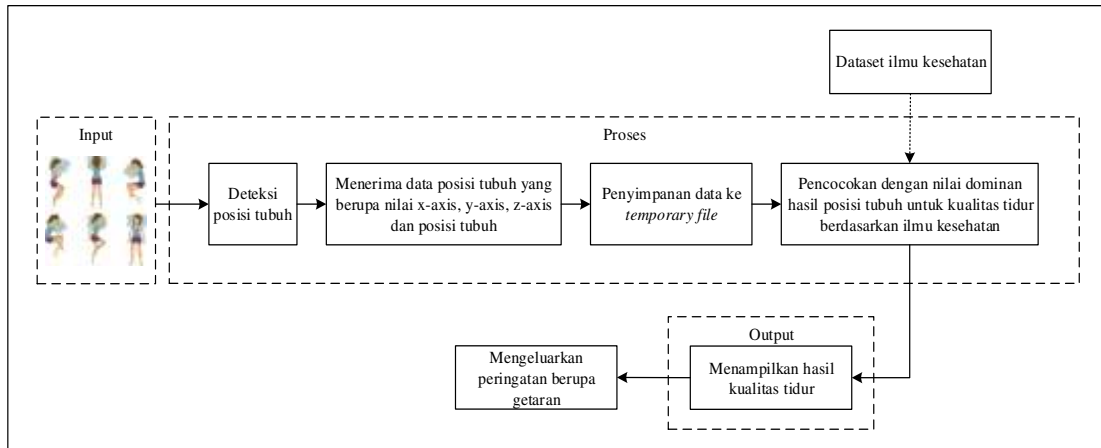 Dataset ilmu kesehatan
Input
Proses
Deteksi
posisi tubuh
Menerima data posisi tubuh yang
berupa nilai x-axis, y-axis, z-axis
dan posisi tubuh
Penyimpanan data ke
temporary file
Pencocokan dengan nilai dominan
hasil posisi tubuh untuk kualitas tidur
berdasarkan ilmu kesehatan
Output
Menampilkan hasil
kualitas tidur
Mengeluarkan
peringatan berupa
getaran